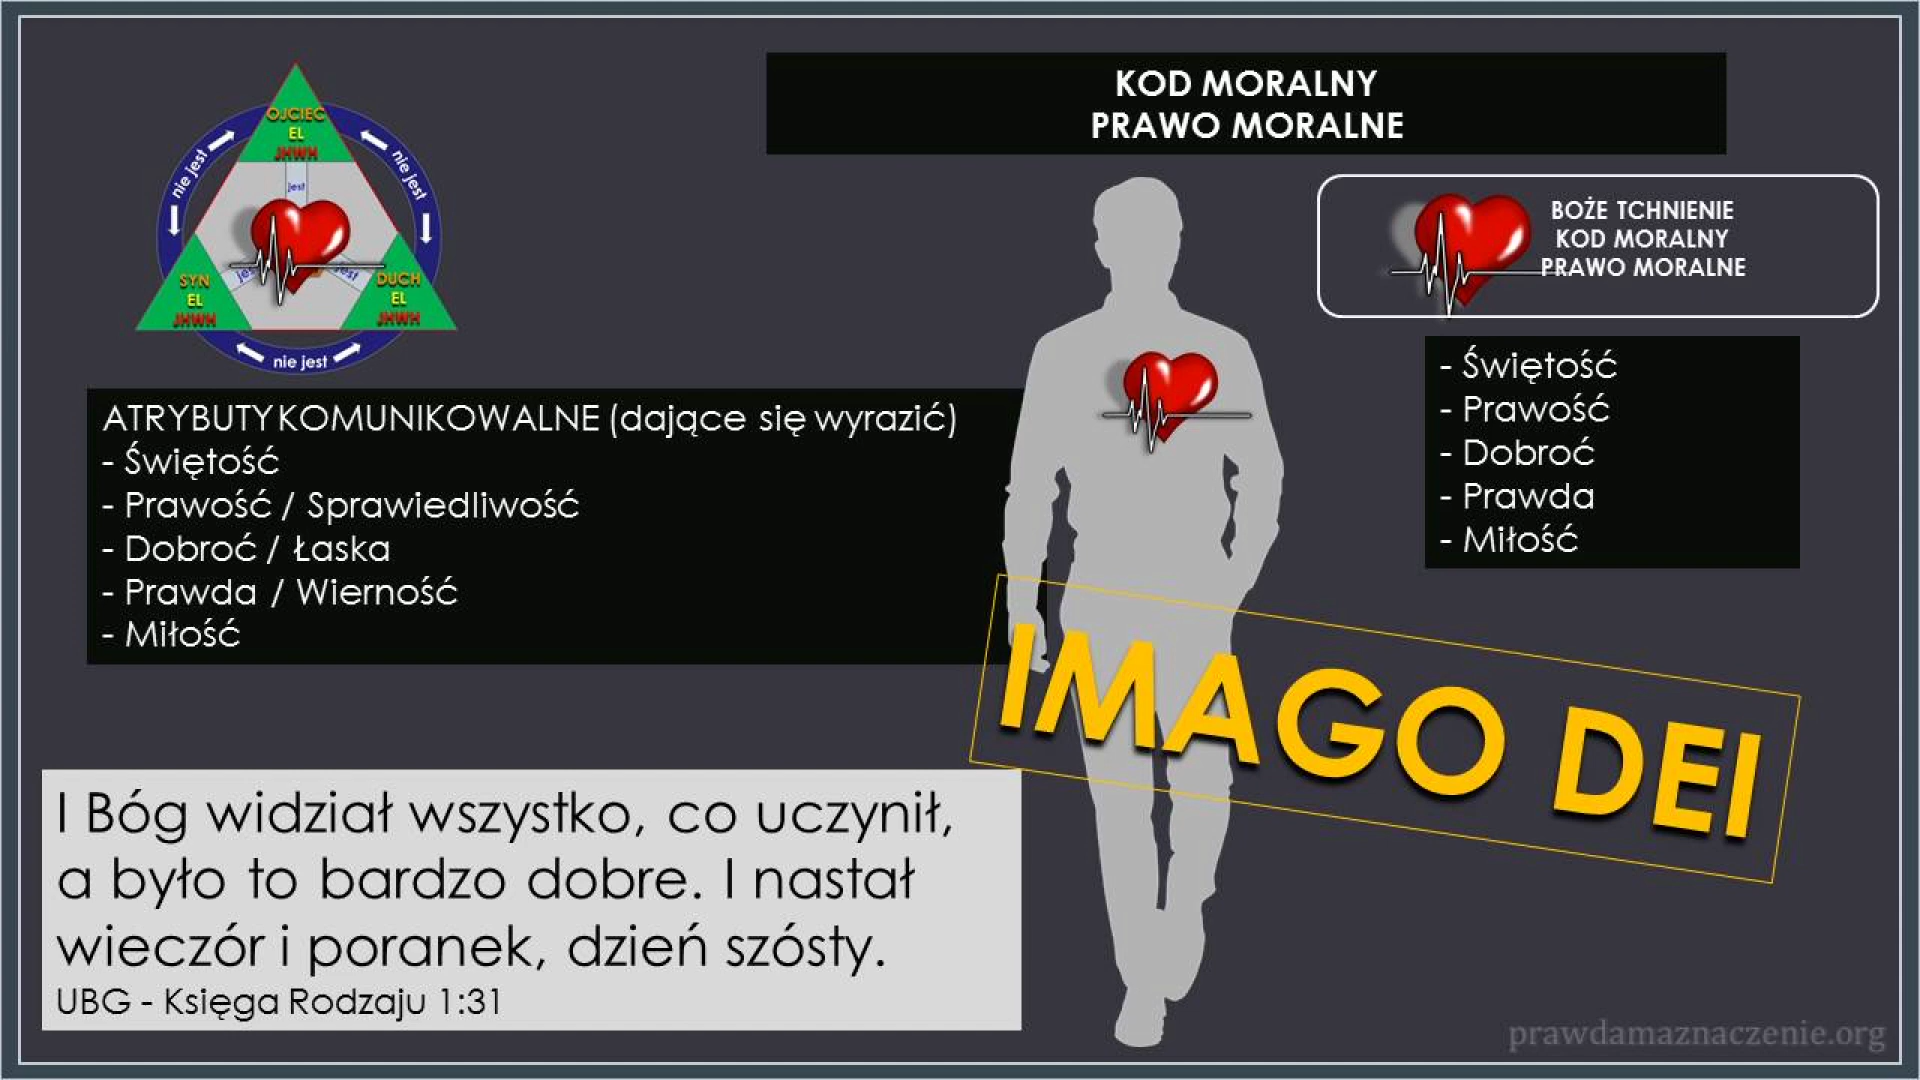 KOD MORALNY
PRAWO MORALNE
OJCIEC
EL
JHWH
nie jest
nie jest
jest
jest
jest
SYN
EL
JHWH
DUCH
EL
JHWH
nie jest
BOŻE TCHNIENIE
KOD MORALNY
PRAWO MORALNE
- Świętość
- Prawość
- Dobroć
- Prawda
- Miłość
ATRYBUTY KOMUNIKOWALNE (dające się wyrazić)
- Świętość
- Prawość / Sprawiedliwość
- Dobroć / Łaska
- Prawda / Wierność
- Miłość
IMAGO DEI
I Bóg widział wszystko, co uczynił,
a było to bardzo dobre. I nastał
wieczór i poranek, dzień szósty.
UBG - Księga Rodzaju 1:31
prawdamaznaczenie.org